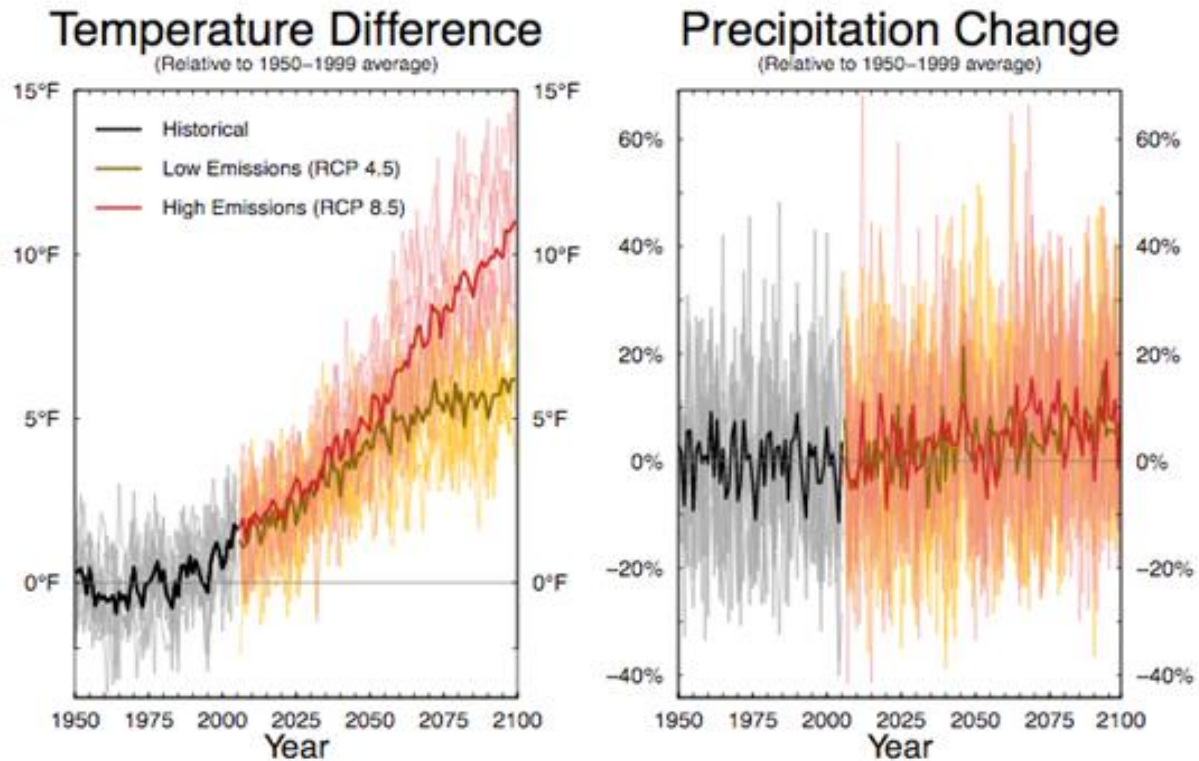 Temperature Difference
(Relative to 1950–1999 average)
15°F
15°F
Historical
Low Emissions (RCP 4.5)
High Emissions (RCP 8.5)
10°F
10°F
5°F
5°F
0°F
0°F
1950 1975 2000 2025 2050 2075 2100
Year
Precipitation Change
(Relative to 1950–1999 average)
60%
60%
40%
40%
20%
20%
0%
0%
−20%
−20%
−40%
−40%
1950 1975 2000 2025 2050 2075 2100
Year